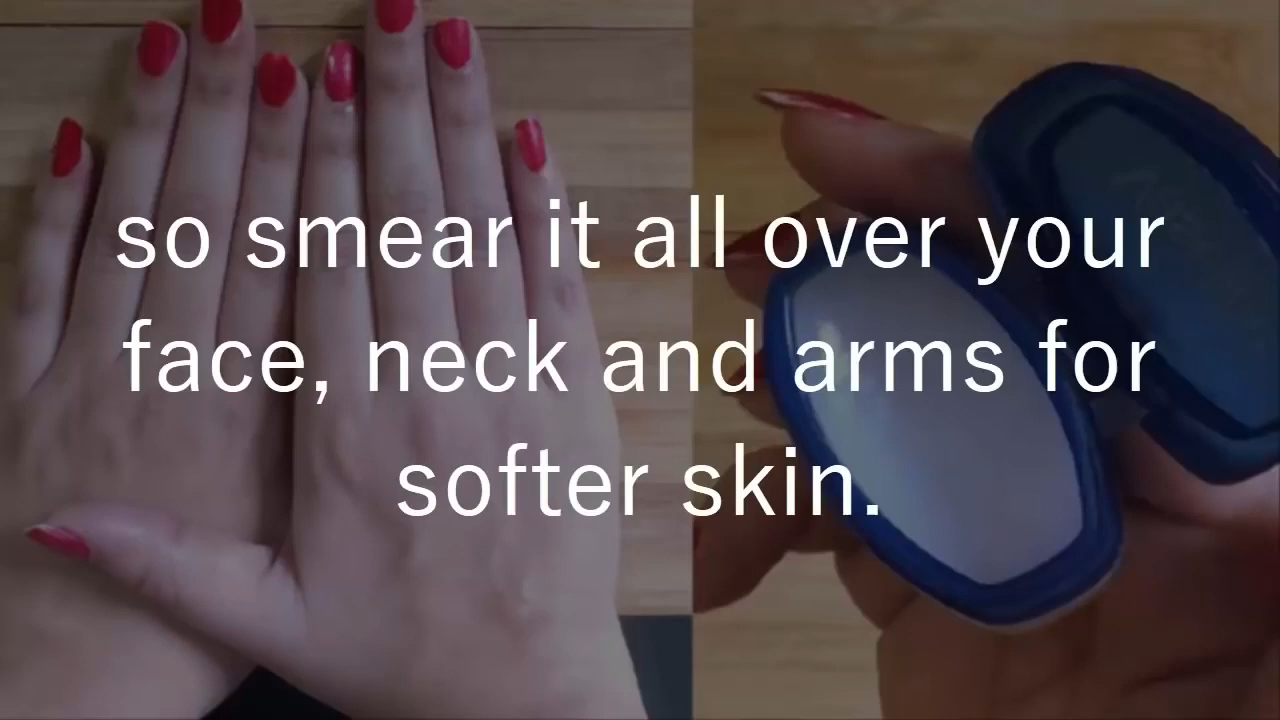 so smear it all over your
face, neck and arms for
softer skin.